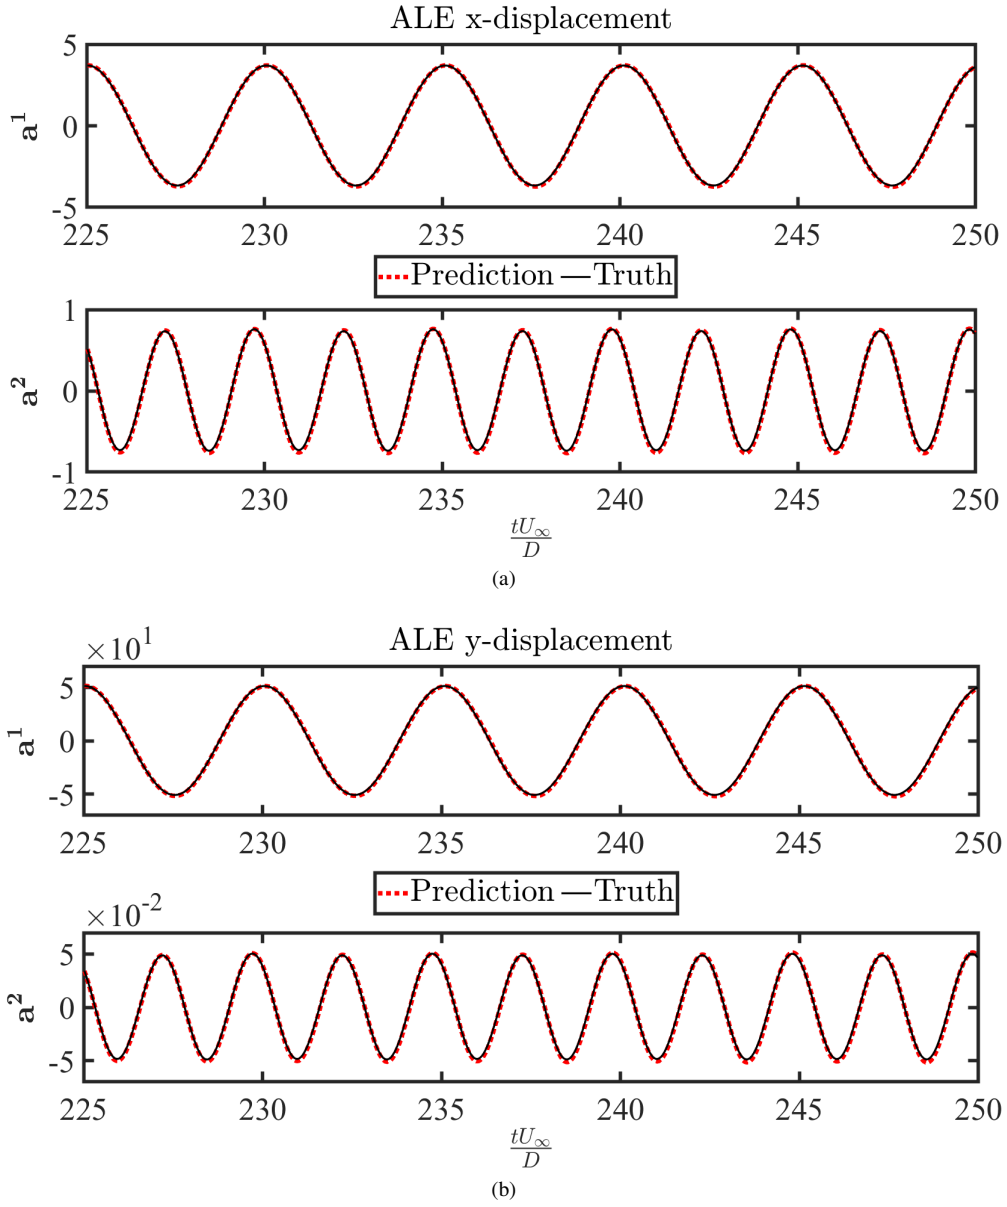 ALE x-displacement
5
0
-5
a¹
225 230 235 240 245 250
Prediction Truth
1
0
-1
a²
225 230 235 240 245 250
tU∞
D
(a)
×10¹
ALE y-displacement
5
0
-5
a¹
225 230 235 240 245 250
Prediction Truth
×10⁻²
5
0
-5
a²
225 230 235 240 245 250
tU∞
D
(b)